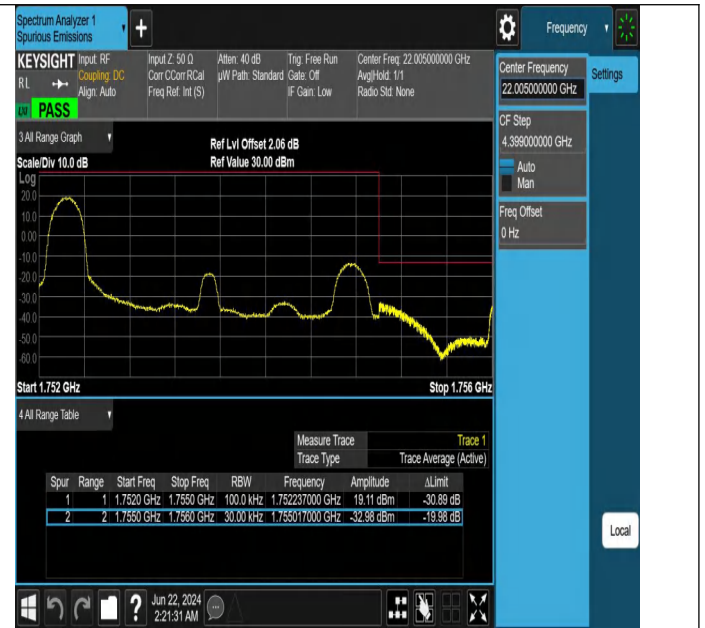 Spectrum Analyzer 1
Spurious Emissions
Frequency
KEYSIGHT Input: RF Input Z: 50 Ω Atten: 40 dB Trig: Free Run Center Freq: 22.005000000 GHz
RL Coupling: DC Corr CCorr RCal µW Path: Standard Gate: Off Avg|Hold: 1/1
Align: Auto Freq Ref: Int (S) IF Gain: Low Radio Std: None
PASS
Center Frequency
22.005000000 GHz
Settings
CF Step
4.399000000 GHz
Auto
Man
Freq Offset
0 Hz
3 All Range Graph
Ref Lvl Offset 2.06 dB
Scale/Div 10.0 dB Ref Value 30.00 dBm
Log
20.0
10.0
0.00
-10.0
-20.0
-30.0
-40.0
-50.0
-60.0
Start 1.752 GHz Stop 1.756 GHz
4 All Range Table
Measure Trace Trace 1
Trace Type Trace Average (Active)
Spur Range Start Freq Stop Freq RBW Frequency Amplitude ΔLimit
1 1 1.7520 GHz 1.7550 GHz 100.0 kHz 1.752237000 GHz 19.11 dBm -30.89 dB
2 2 1.7550 GHz 1.7560 GHz 30.00 kHz 1.755017000 GHz -32.98 dBm -19.98 dB
Local
? Jun 22, 2024
2:21:31 AM